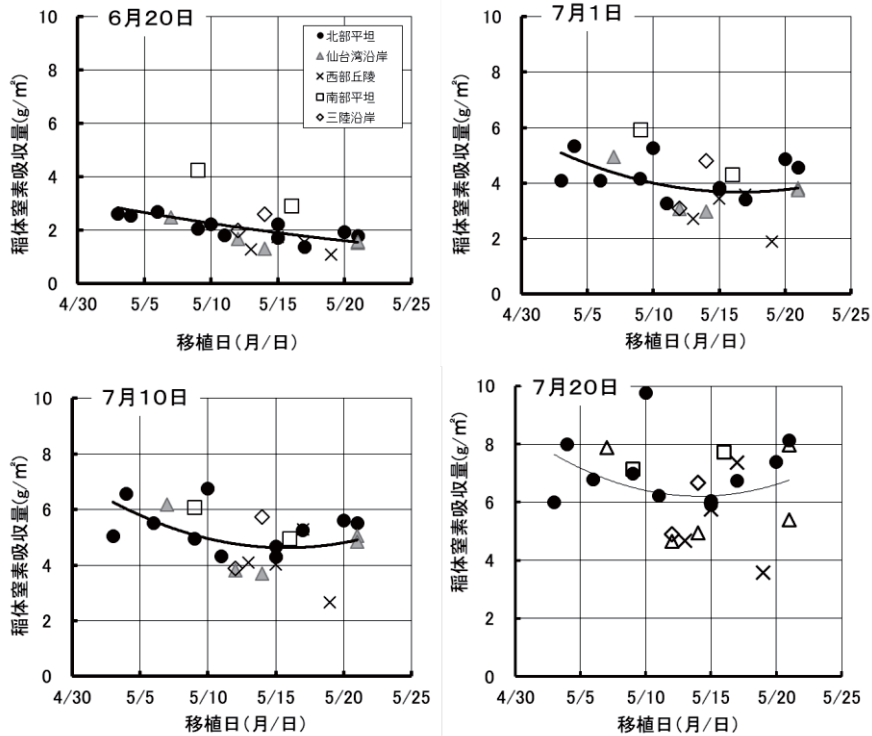 6月20日
稲体窒素吸収量(g/㎡)
10
8
6
4
2
0
●北部平坦
▲仙台湾沿岸
×西部丘陵
□南部平坦
◇三陸沿岸
4/30 5/5 5/10 5/15 5/20 5/25
移植日(月/日)
7月1日
稲体窒素吸収量(g/㎡)
10
8
6
4
2
0
4/30 5/5 5/10 5/15 5/20 5/25
移植日(月/日)
7月10日
稲体窒素吸収量(g/㎡)
10
8
6
4
2
0
4/30 5/5 5/10 5/15 5/20 5/25
移植日(月/日)
7月20日
稲体窒素吸収量(g/㎡)
10
8
6
4
2
0
4/30 5/5 5/10 5/15 5/20 5/25
移植日(月/日)